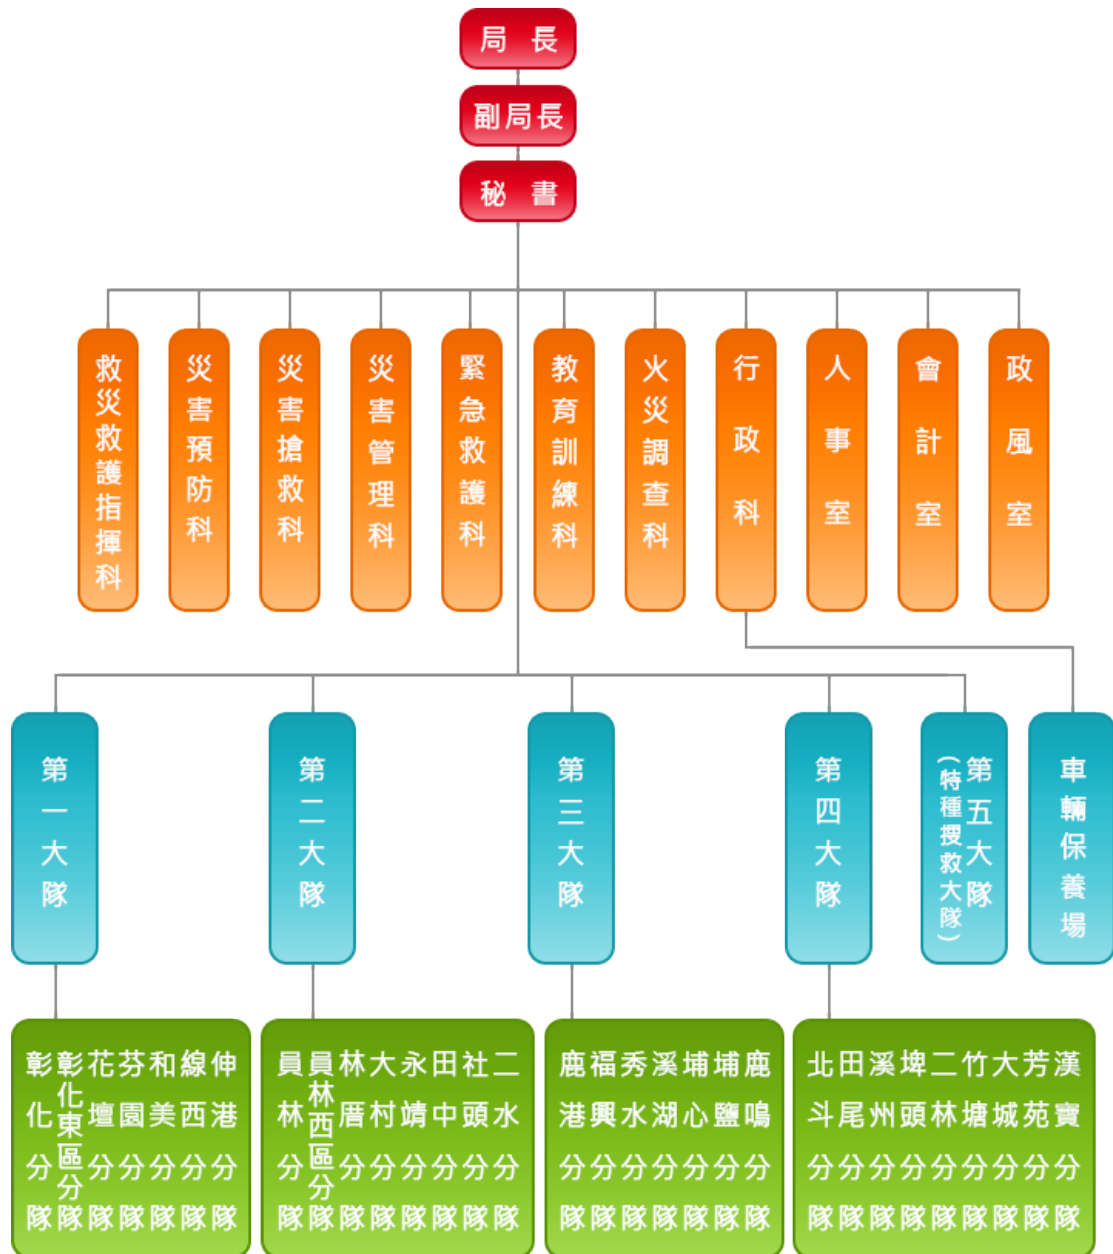 局長
副局長
秘書
救災救護指揮科
災害預防科
災害搶救科
災害管理科
緊急救護科
教育訓練科
火災調查科
行政科
人事室
會計室
政風室
第一大隊
第二大隊
第三大隊
第四大隊
第五大隊
(特種搜救大隊)
車輛保養場
彰化分隊
彰化東區分隊
花壇分隊
芬園分隊
和美分隊
線西分隊
伸港分隊
員林分隊
員林西區分隊
林厝分隊
大村分隊
永靖分隊
田中分隊
社頭分隊
二水分隊
鹿港分隊
福興分隊
秀水分隊
溪湖分隊
埔心分隊
埔鹽分隊
鹿鳴分隊
北斗分隊
田尾分隊
溪州分隊
埤頭分隊
二林分隊
竹塘分隊
大城分隊
芳苑分隊
漢寶分隊